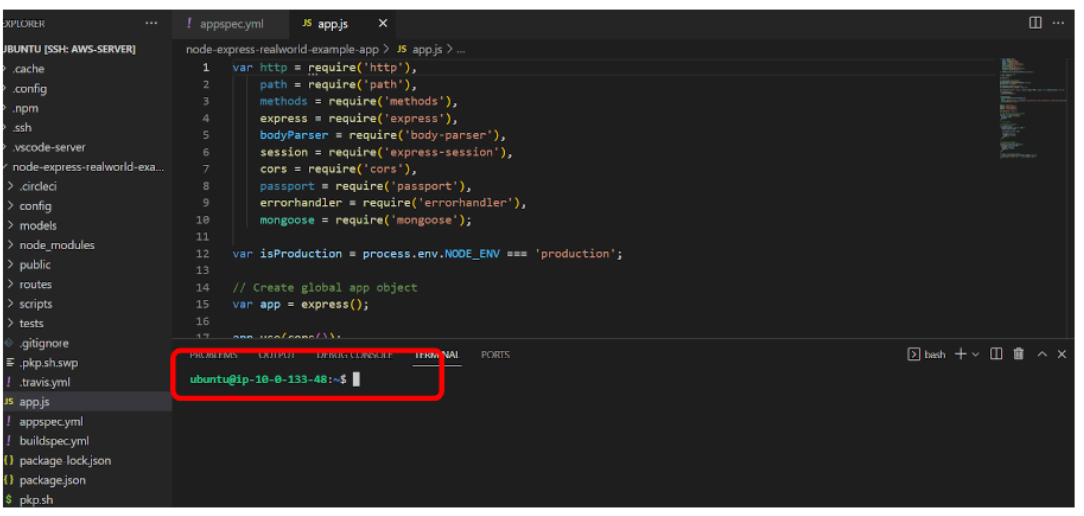 EXPLORER ...
UBUNTU [SSH: AWS-SERVER]
> .cache
> .config
> .npm
> .ssh
> .vscode-server
node-express-realworld-exa...
> .circleci
> config
> models
> node_modules
> public
> routes
> scripts
> tests
.gitignore
.pkp.sh.swp
! .travis.yml
JS app.js
! appspec.yml
! buildspec.yml
{} package-lock.json
{} package.json
$ pkp.sh
! appspec.yml JS app.js ×
node-express-realworld-example-app > JS app.js > ...
1 var http = require('http'),
2 path = require('path'),
3 methods = require('methods'),
4 express = require('express'),
5 bodyParser = require('body-parser'),
6 session = require('express-session'),
7 cors = require('cors'),
8 passport = require('passport'),
9 errorhandler = require('errorhandler'),
10 mongoose = require('mongoose');
11
12 var isProduction = process.env.NODE_ENV === 'production';
13
14 // Create global app object
15 var app = express();
16
17 app.use(cors());
PROBLEMS OUTPUT DEBUG CONSOLE TERMINAL PORTS
bash
ubuntu@ip-10-0-133-48:~$